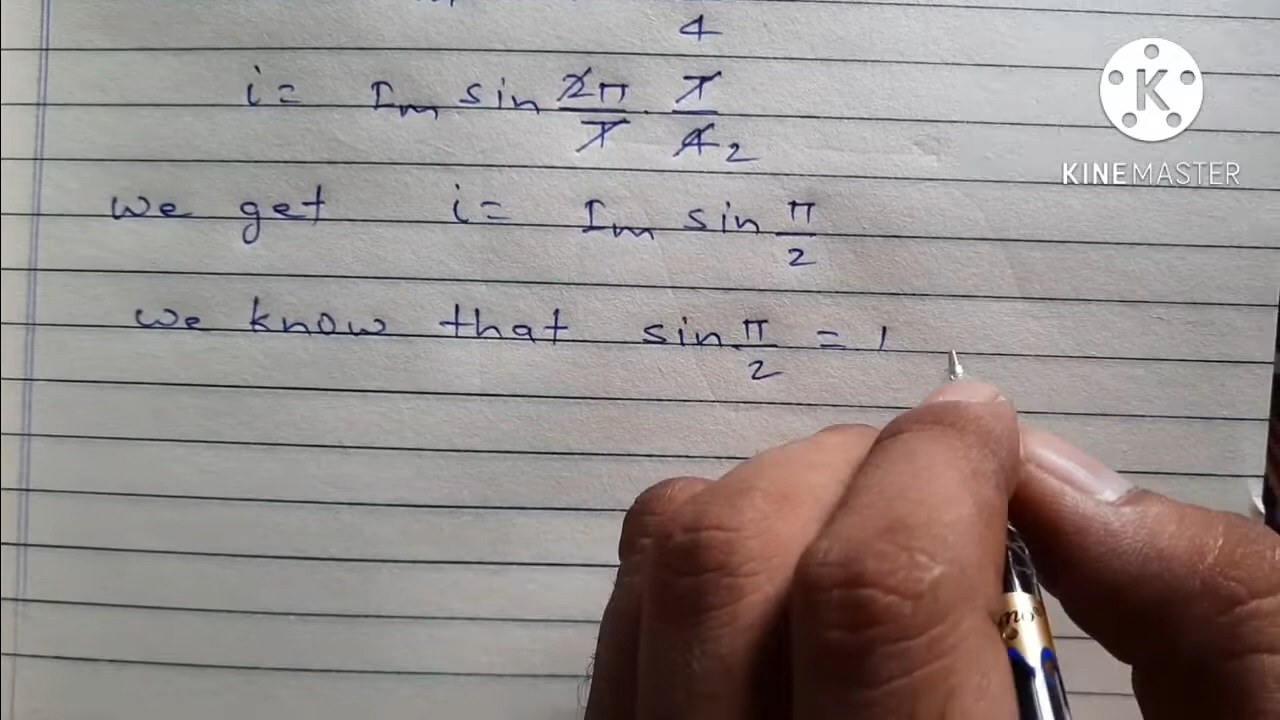 4
i = Im sin 2π/T T/4 2
we get i = Im sin π/2
we know that sin π/2 = 1
K
KINEMASTER